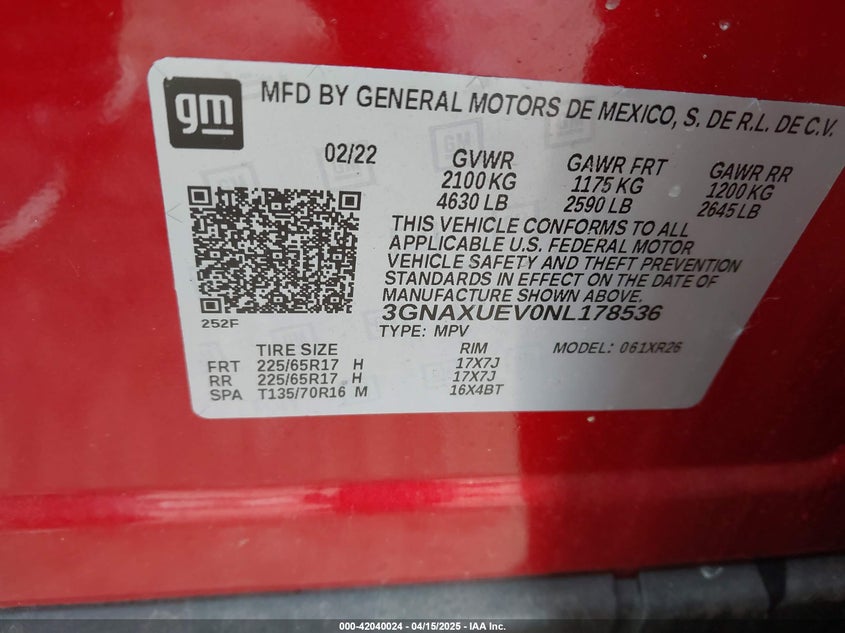 gm
MFD BY GENERAL MOTORS DE MEXICO, S. DE R.L. DE C.V.
02/22 GVWR GAWR FRT GAWR RR
2100 KG 1175 KG 1200 KG
4630 LB 2590 LB 2645 LB
THIS VEHICLE CONFORMS TO ALL
APPLICABLE U.S. FEDERAL MOTOR
VEHICLE SAFETY AND THEFT PREVENTION
STANDARDS IN EFFECT ON THE DATE OF
MANUFACTURE SHOWN ABOVE.
252F 3GNAXUEV0NL178536
TYPE: MPV
TIRE SIZE RIM MODEL: 061XR26
FRT 225/65R17 H 17X7J
RR 225/65R17 H 17X7J
SPA T135/70R16 M 16X4BT
000-42040024 - 04/15/2025 - IAA Inc.